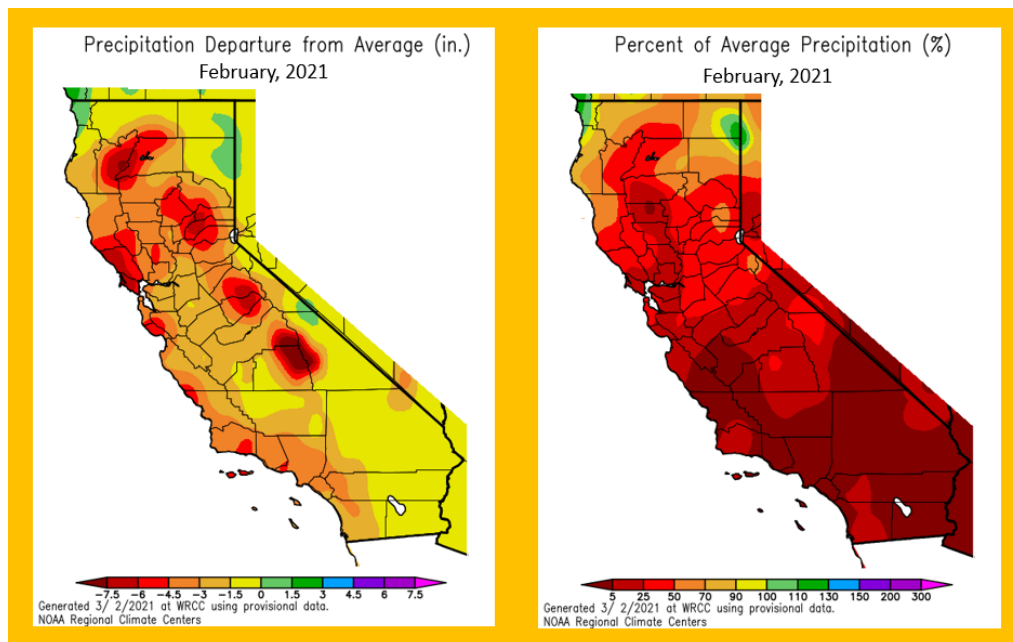 Precipitation Departure from Average (in.)
February, 2021
-7.5 -6 -4.5 -3 -1.5 0 1.5 3 4.5 6 7.5
Generated 3/ 2/2021 at WRCC using provisional data.
NOAA Regional Climate Centers
Percent of Average Precipitation (%)
February, 2021
5 25 50 70 90 100 110 130 150 200 300
Generated 3/ 2/2021 at WRCC using provisional data.
NOAA Regional Climate Centers